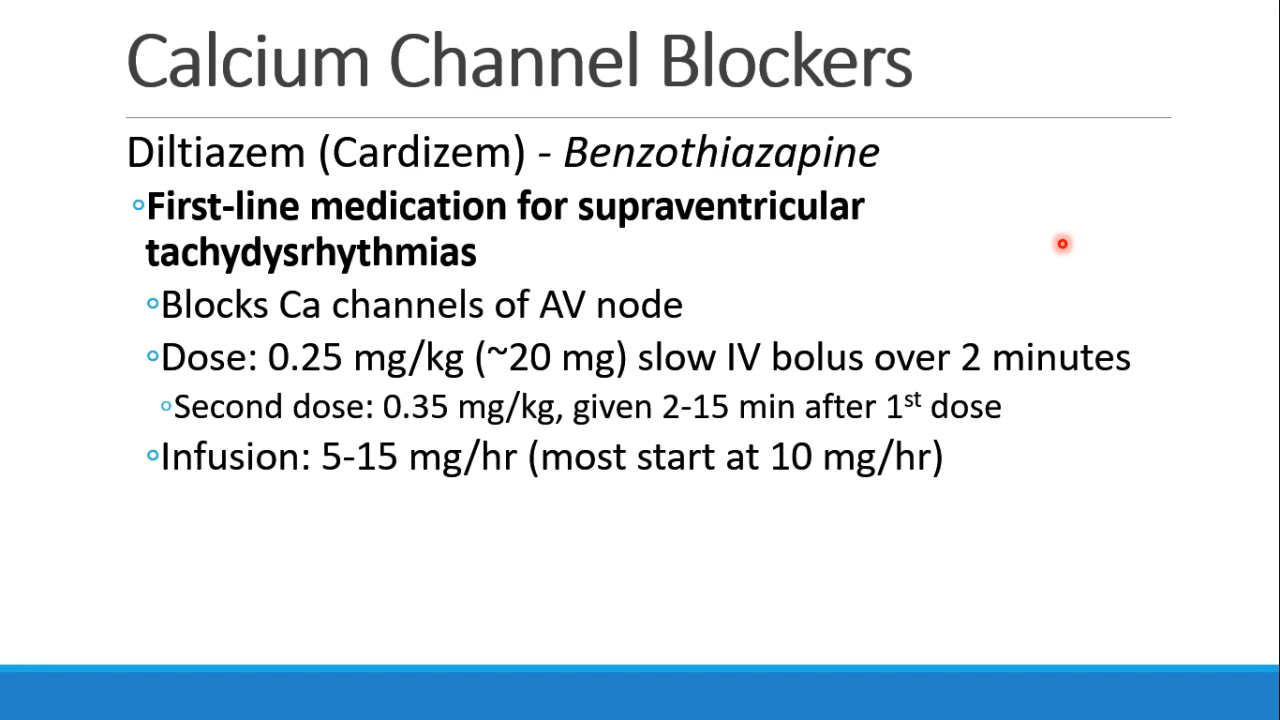 Calcium Channel Blockers
Diltiazem (Cardizem) - Benzothiazapine
◦First-line medication for supraventricular
tachydysrhythmias
◦Blocks Ca channels of AV node
◦Dose: 0.25 mg/kg (~20 mg) slow IV bolus over 2 minutes
◦Second dose: 0.35 mg/kg, given 2-15 min after 1st dose
◦Infusion: 5-15 mg/hr (most start at 10 mg/hr)